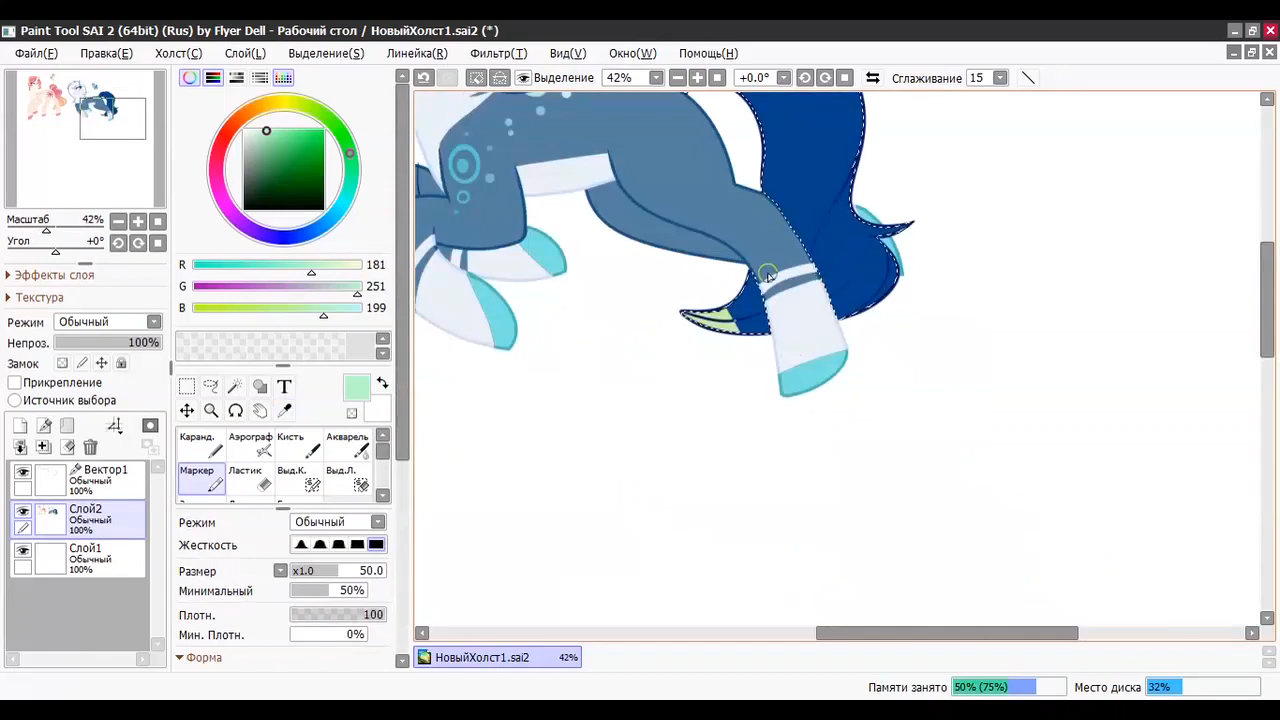 Paint Tool SAI 2 (64bit) (Rus) by Flyer Dell - Рабочий стол / НовыйХолст1.sai2 (*)
Файл(F) Правка(E) Холст(C) Слой(L) Выделение(S) Линейка(R) Фильтр(T) Вид(V) Окно(W) Помощь(H)
Выделение 42% +0.0° Сглаживание 15
Масштаб 42%
Угол +0°
Эффекты слоя
Текстура
Режим Обычный
Непроз. 100%
Замок
Прикрепление
Источник выбора
Вектор1
Обычный
100%
Слой2
Обычный
100%
Слой1
Обычный
100%
R 181
G 251
B 199
T
Каранд. Аэрограф Кисть Акварель
Маркер Ластик Выд.К. Выд.Л.
Режим Обычный
Жесткость
Размер x1.0 50.0
Минимальный 50%
Плотн. 100
Мин. Плотн. 0%
Форма
НовыйХолст1.sai2 42%
Памяти занято 50% (75%) Место диска 32%